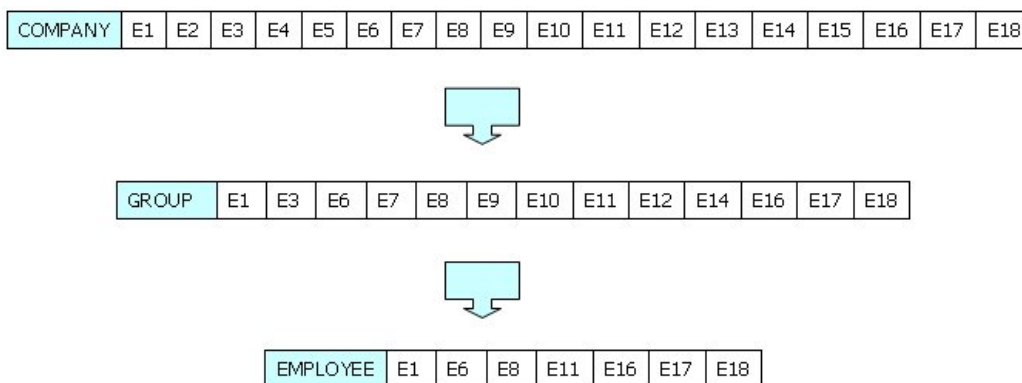 COMPANY E1 E2 E3 E4 E5 E6 E7 E8 E9 E10 E11 E12 E13 E14 E15 E16 E17 E18
GROUP E1 E3 E6 E7 E8 E9 E10 E11 E12 E14 E16 E17 E18
EMPLOYEE E1 E6 E8 E11 E16 E17 E18